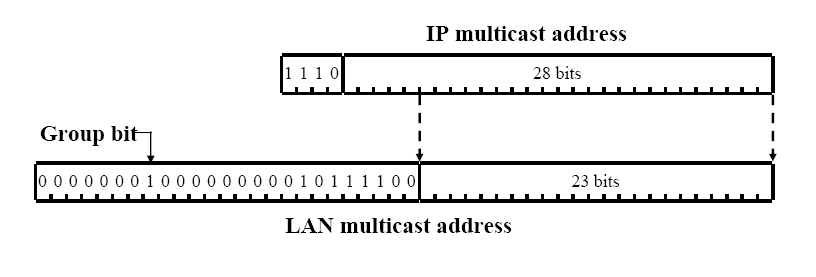 IP multicast address
1 1 1 0 28 bits
Group bit
0 0 0 0 0 0 0 1 0 0 0 0 0 0 0 0 0 1 0 1 1 1 1 0 0 23 bits
LAN multicast address